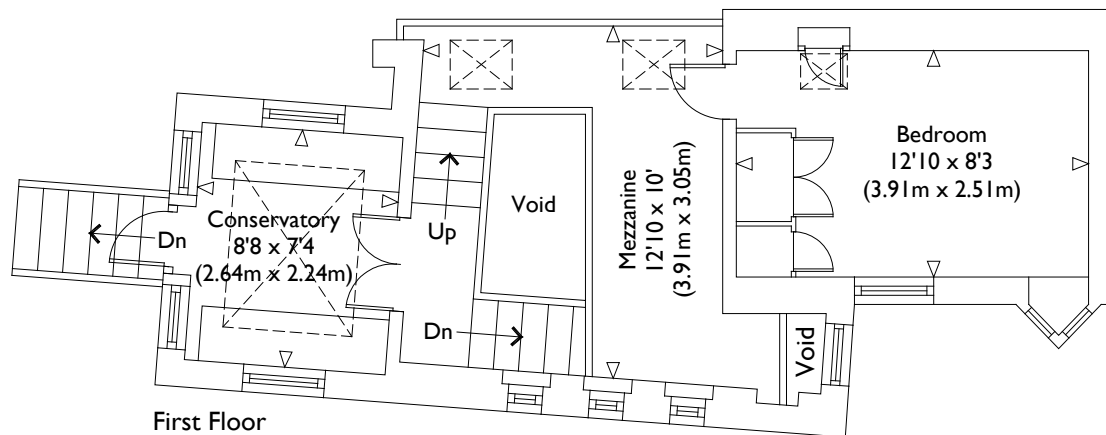 Bedroom
12'10 x 8'3
(3.91m x 2.51m)
Mezzanine
12'10 x 10'
(3.91m x 3.05m)
Void
Up
Conservatory
8'8 x 7'4
(2.64m x 2.24m)
Dn
Dn
Void
First Floor